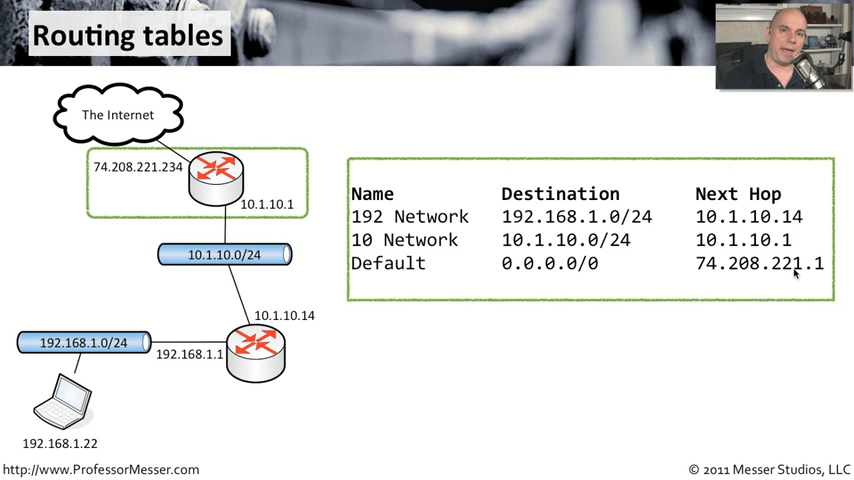 Routing tables
The Internet
74.208.221.234
10.1.10.1
10.1.10.0/24
10.1.10.14
192.168.1.0/24
192.168.1.1
192.168.1.22
Name Destination Next Hop
192 Network 192.168.1.0/24 10.1.10.14
10 Network 10.1.10.0/24 10.1.10.1
Default 0.0.0.0/0 74.208.221.1
http://www.ProfessorMesser.com
© 2011 Messer Studios, LLC